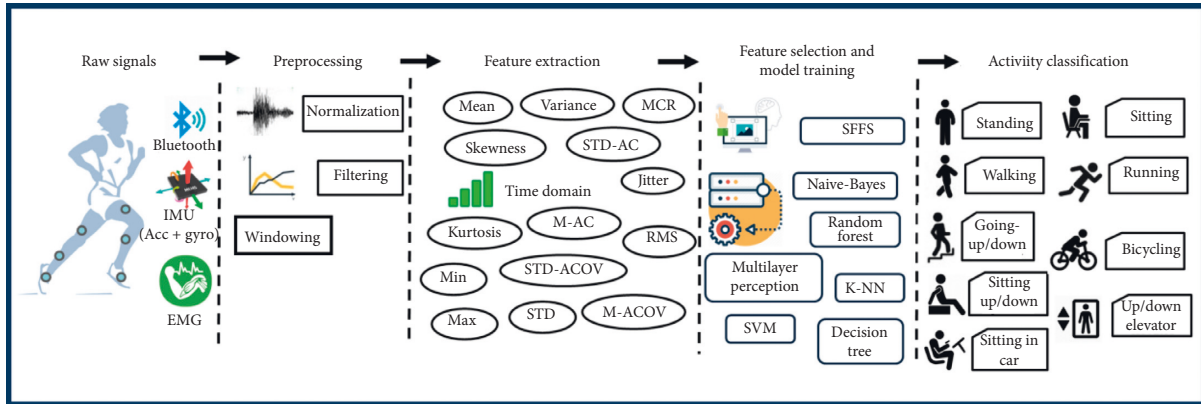 Raw signals
Bluetooth
IMU
(Acc + gyro)
EMG
Preprocessing
Normalization
Filtering
Windowing
Feature extraction
Mean
Variance
MCR
Skewness
STD-AC
Time domain
Jitter
Kurtosis
M-AC
RMS
Min
STD-ACOV
Max
STD
M-ACOV
Feature selection and
model training
SFFS
Naive-Bayes
Random
forest
Multilayer
perception
K-NN
SVM
Decision
tree
Activiity classification
Standing
Sitting
Walking
Running
Going-
up/down
Bicycling
Sitting
up/down
Up/down
elevator
Sitting in
car